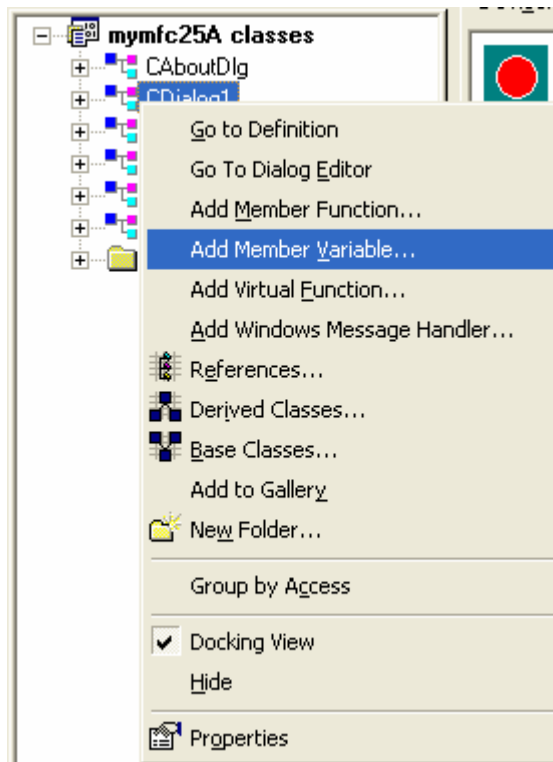 mymfc25A classes
CAboutDlg
CDialog1
Go to Definition
Go To Dialog Editor
Add Member Function...
Add Member Variable...
Add Virtual Function...
Add Windows Message Handler...
References...
Derived Classes...
Base Classes...
Add to Gallery
New Folder...
Group by Access
Docking View
Hide
Properties